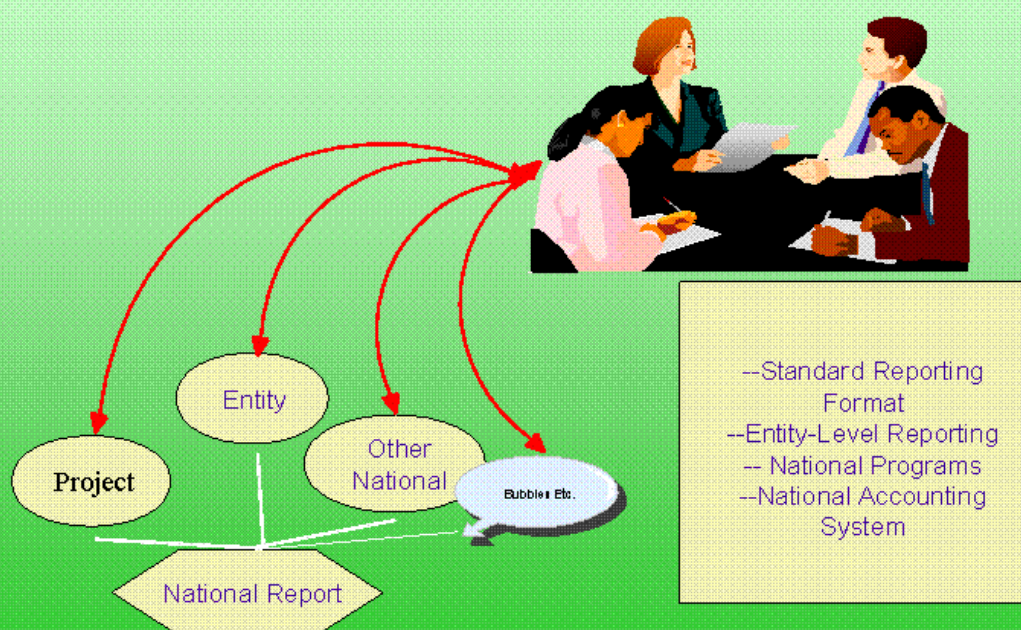 Entity
Other
National
Project
Bubbles Etc.
National Report
--Standard Reporting
Format
--Entity-Level Reporting
-- National Programs
--National Accounting
System